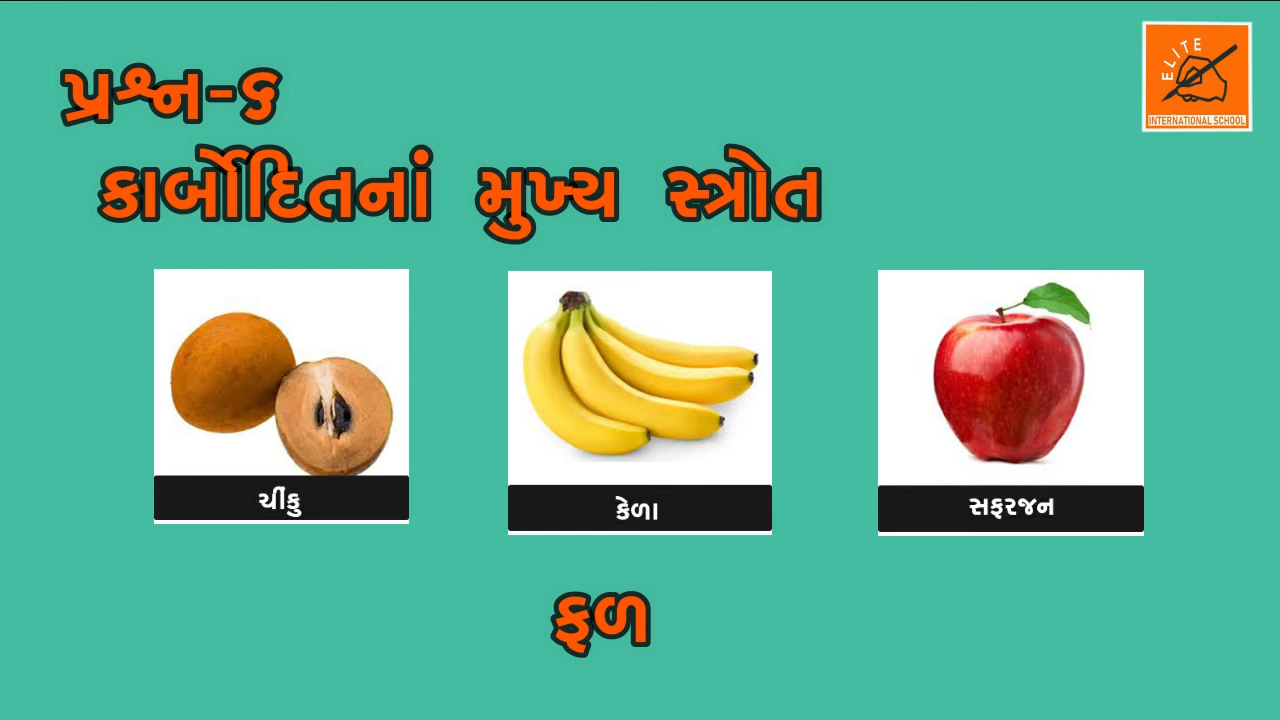 પ્રશ્ન-૬
કાર્બોદિતનાં મુખ્ય સ્ત્રોત
ELITE
INTERNATIONAL SCHOOL
ચીંકુ
કેળા
સફરજન
ફળ